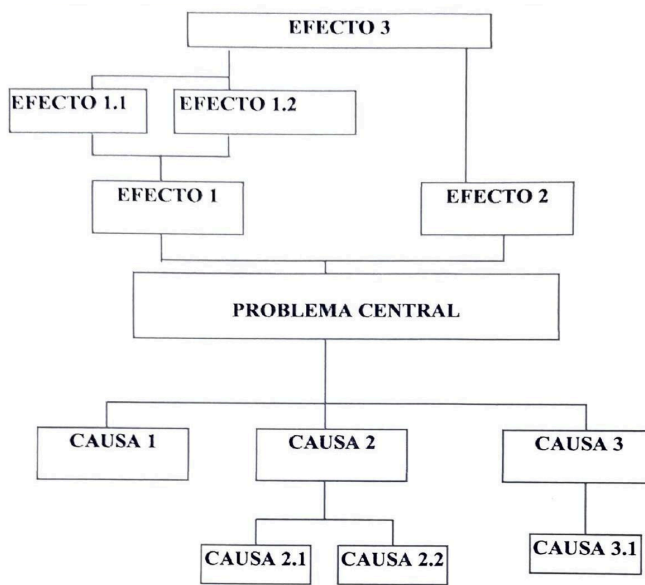 EFECTO 3
EFECTO 1.1
EFECTO 1.2
EFECTO 1
EFECTO 2
PROBLEMA CENTRAL
CAUSA 1
CAUSA 2
CAUSA 3
CAUSA 2.1
CAUSA 2.2
CAUSA 3.1